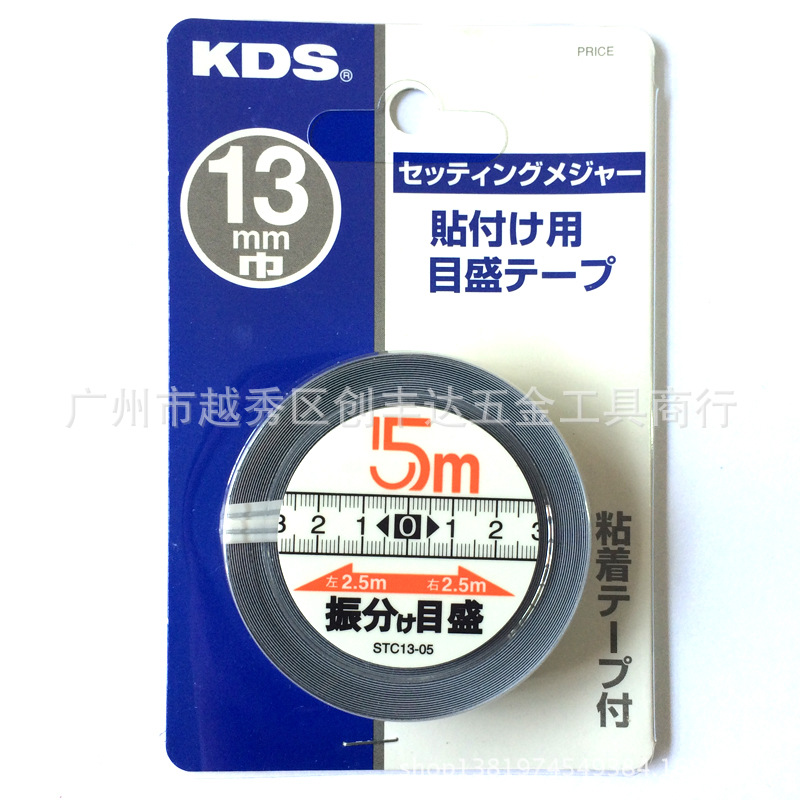 KDS®
PRICE
13
mm
巾
セッティングメジャー
貼付け用
目盛テープ
广州市越秀区创丰达五金工具商行
5m
3 2 1 0 1 2 3
左2.5m 右2.5m
振分け目盛
STC13-05
粘着テープ付